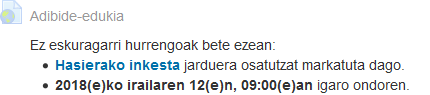 Adibide-edukia
Ez eskuragarri hurrengoak bete ezean:
• Hasierako inkesta jarduera osatutzat markatuta dago.
• 2018(e)ko irailaren 12(e)n, 09:00(e)an igaro ondoren.